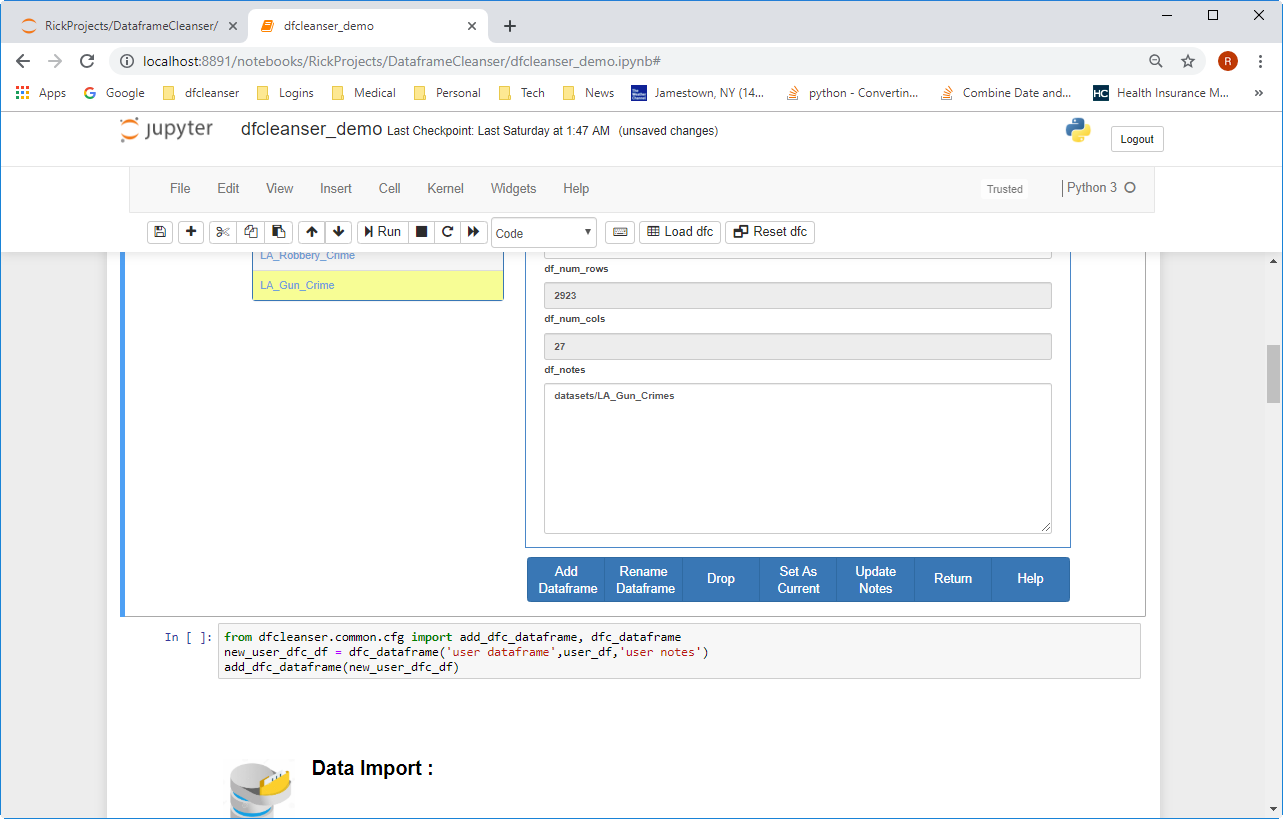 RickProjects/DataframeCleanser/
dfcleanser_demo
localhost:8891/notebooks/RickProjects/DataframeCleanser/dfcleanser_demo.ipynb#
R
Apps
Google
dfcleanser
Logins
Medical
Personal
Tech
News
Jamestown, NY (14...
python - Convertin...
Combine Date and...
HC
Health Insurance M...
»
jupyter
dfcleanser_demo Last Checkpoint: Last Saturday at 1:47 AM (unsaved changes)
Logout
File Edit View Insert Cell Kernel Widgets Help
Trusted
Python 3
Run
Code
Load dfc
Reset dfc
LA_Robbery_Crime
LA_Gun_Crime
df_num_rows
2923
df_num_cols
27
df_notes
datasets/LA_Gun_Crimes
Add
Dataframe
Rename
Dataframe
Drop
Set As
Current
Update
Notes
Return
Help
In [ ]:
from dfcleanser.common.cfg import add_dfc_dataframe, dfc_dataframe
new_user_dfc_df = dfc_dataframe('user dataframe',user_df,'user notes')
add_dfc_dataframe(new_user_dfc_df)
Data Import :